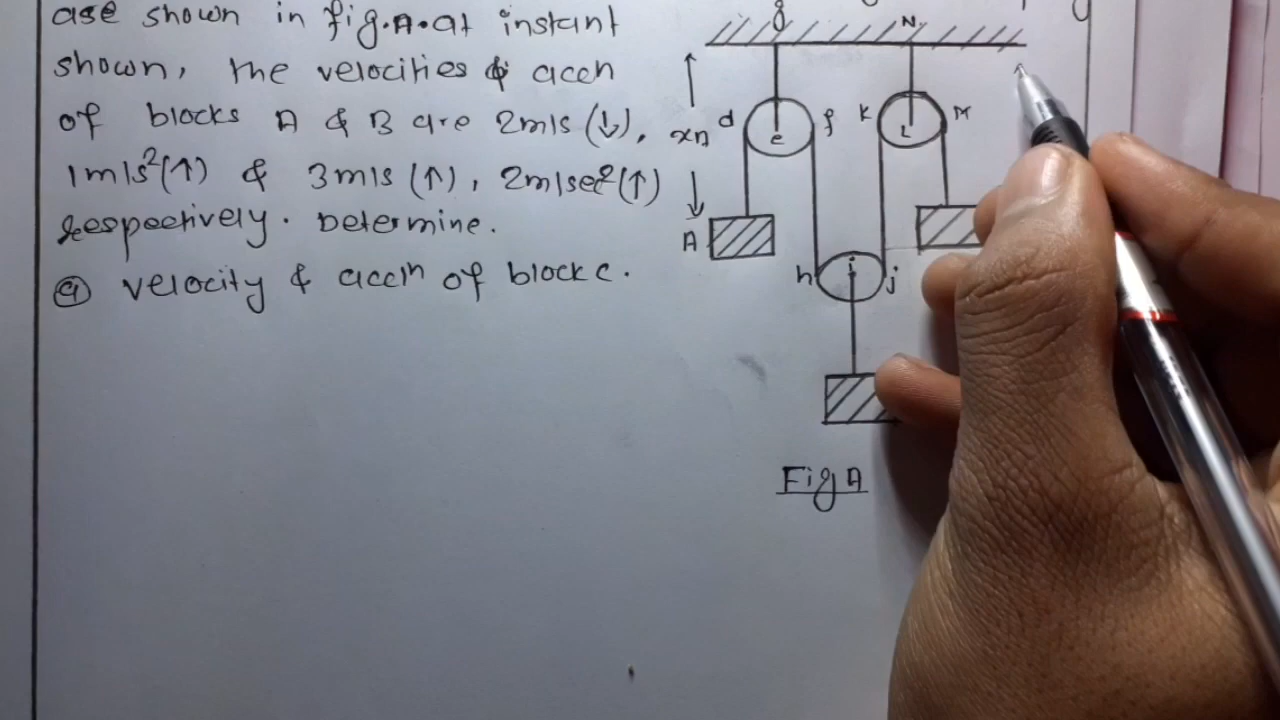 ase shown in fig.A.at instant
shown, the velocities & accn
of blocks A & B are 2m/s (↓),
1m/s²(↑) & 3m/s (↑), 2m/sec²(↑)
respectively. Determine.
ⓐ velocity & accln of block c.
g N
d e f K L M
xA
A
h i j
Fig A